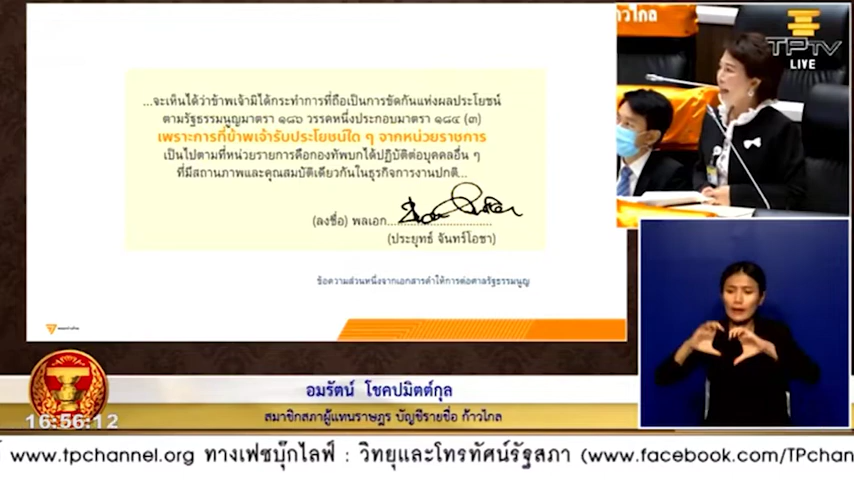 ...จะเห็นได้ว่าข้าพเจ้ามิได้กระทำการที่ถือเป็นการขัดกันแห่งผลประโยชน์
ตามรัฐธรรมนูญมาตรา ๑๘๖ วรรคหนึ่งประกอบมาตรา ๑๘๔ (๓)
เพราะการที่ข้าพเจ้ารับประโยชน์ใด ๆ จากหน่วยราชการ
เป็นไปตามที่หน่วยรายการคือกองทัพบกได้ปฏิบัติต่อบุคคลอื่น ๆ
ที่มีสถานภาพและคุณสมบัติเดียวกันในธุรกิจการงานปกติ...
(ลงชื่อ) พลเอก
(ประยุทธ์ จันทร์โอชา)
ข้อความส่วนหนึ่งจากเอกสารคำให้การต่อศาลรัฐธรรมนูญ
TPTV
LIVE
อมรัตน์ โชคปมิตต์กุล
สมาชิกสภาผู้แทนราษฎร บัญชีรายชื่อ ก้าวไกล
16:56:12
www.tpchannel.org ทางเฟซบุ๊กไลฟ์ : วิทยุและโทรทัศน์รัฐสภา (www.facebook.com/TPchan